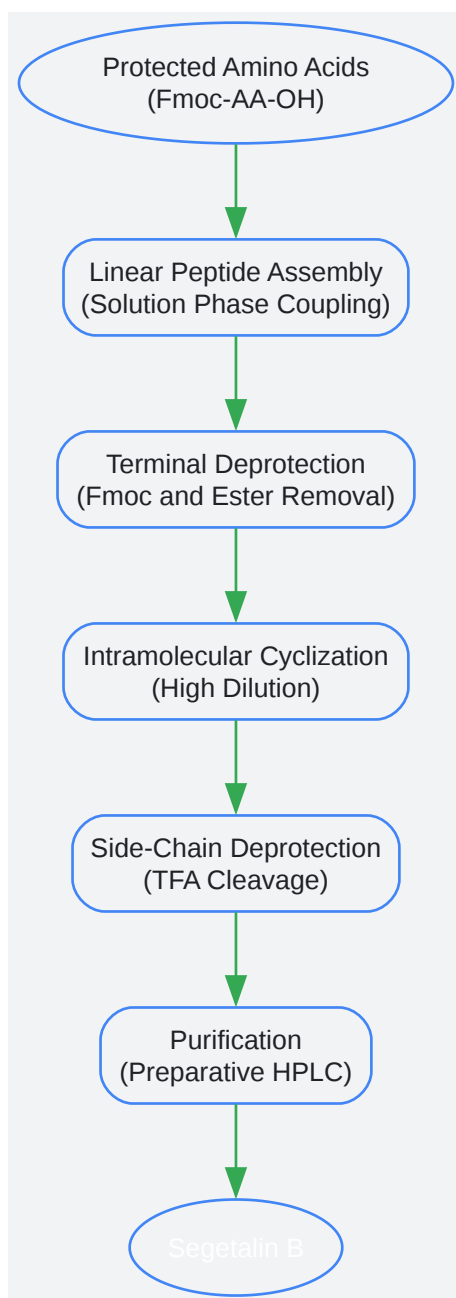 Protected Amino Acids
(Fmoc-AA-OH)
Linear Peptide Assembly
(Solution Phase Coupling)
Terminal Deprotection
(Fmoc and Ester Removal)
Intramolecular Cyclization
(High Dilution)
Side-Chain Deprotection
(TFA Cleavage)
Purification
(Preparative HPLC)
Segetalin B